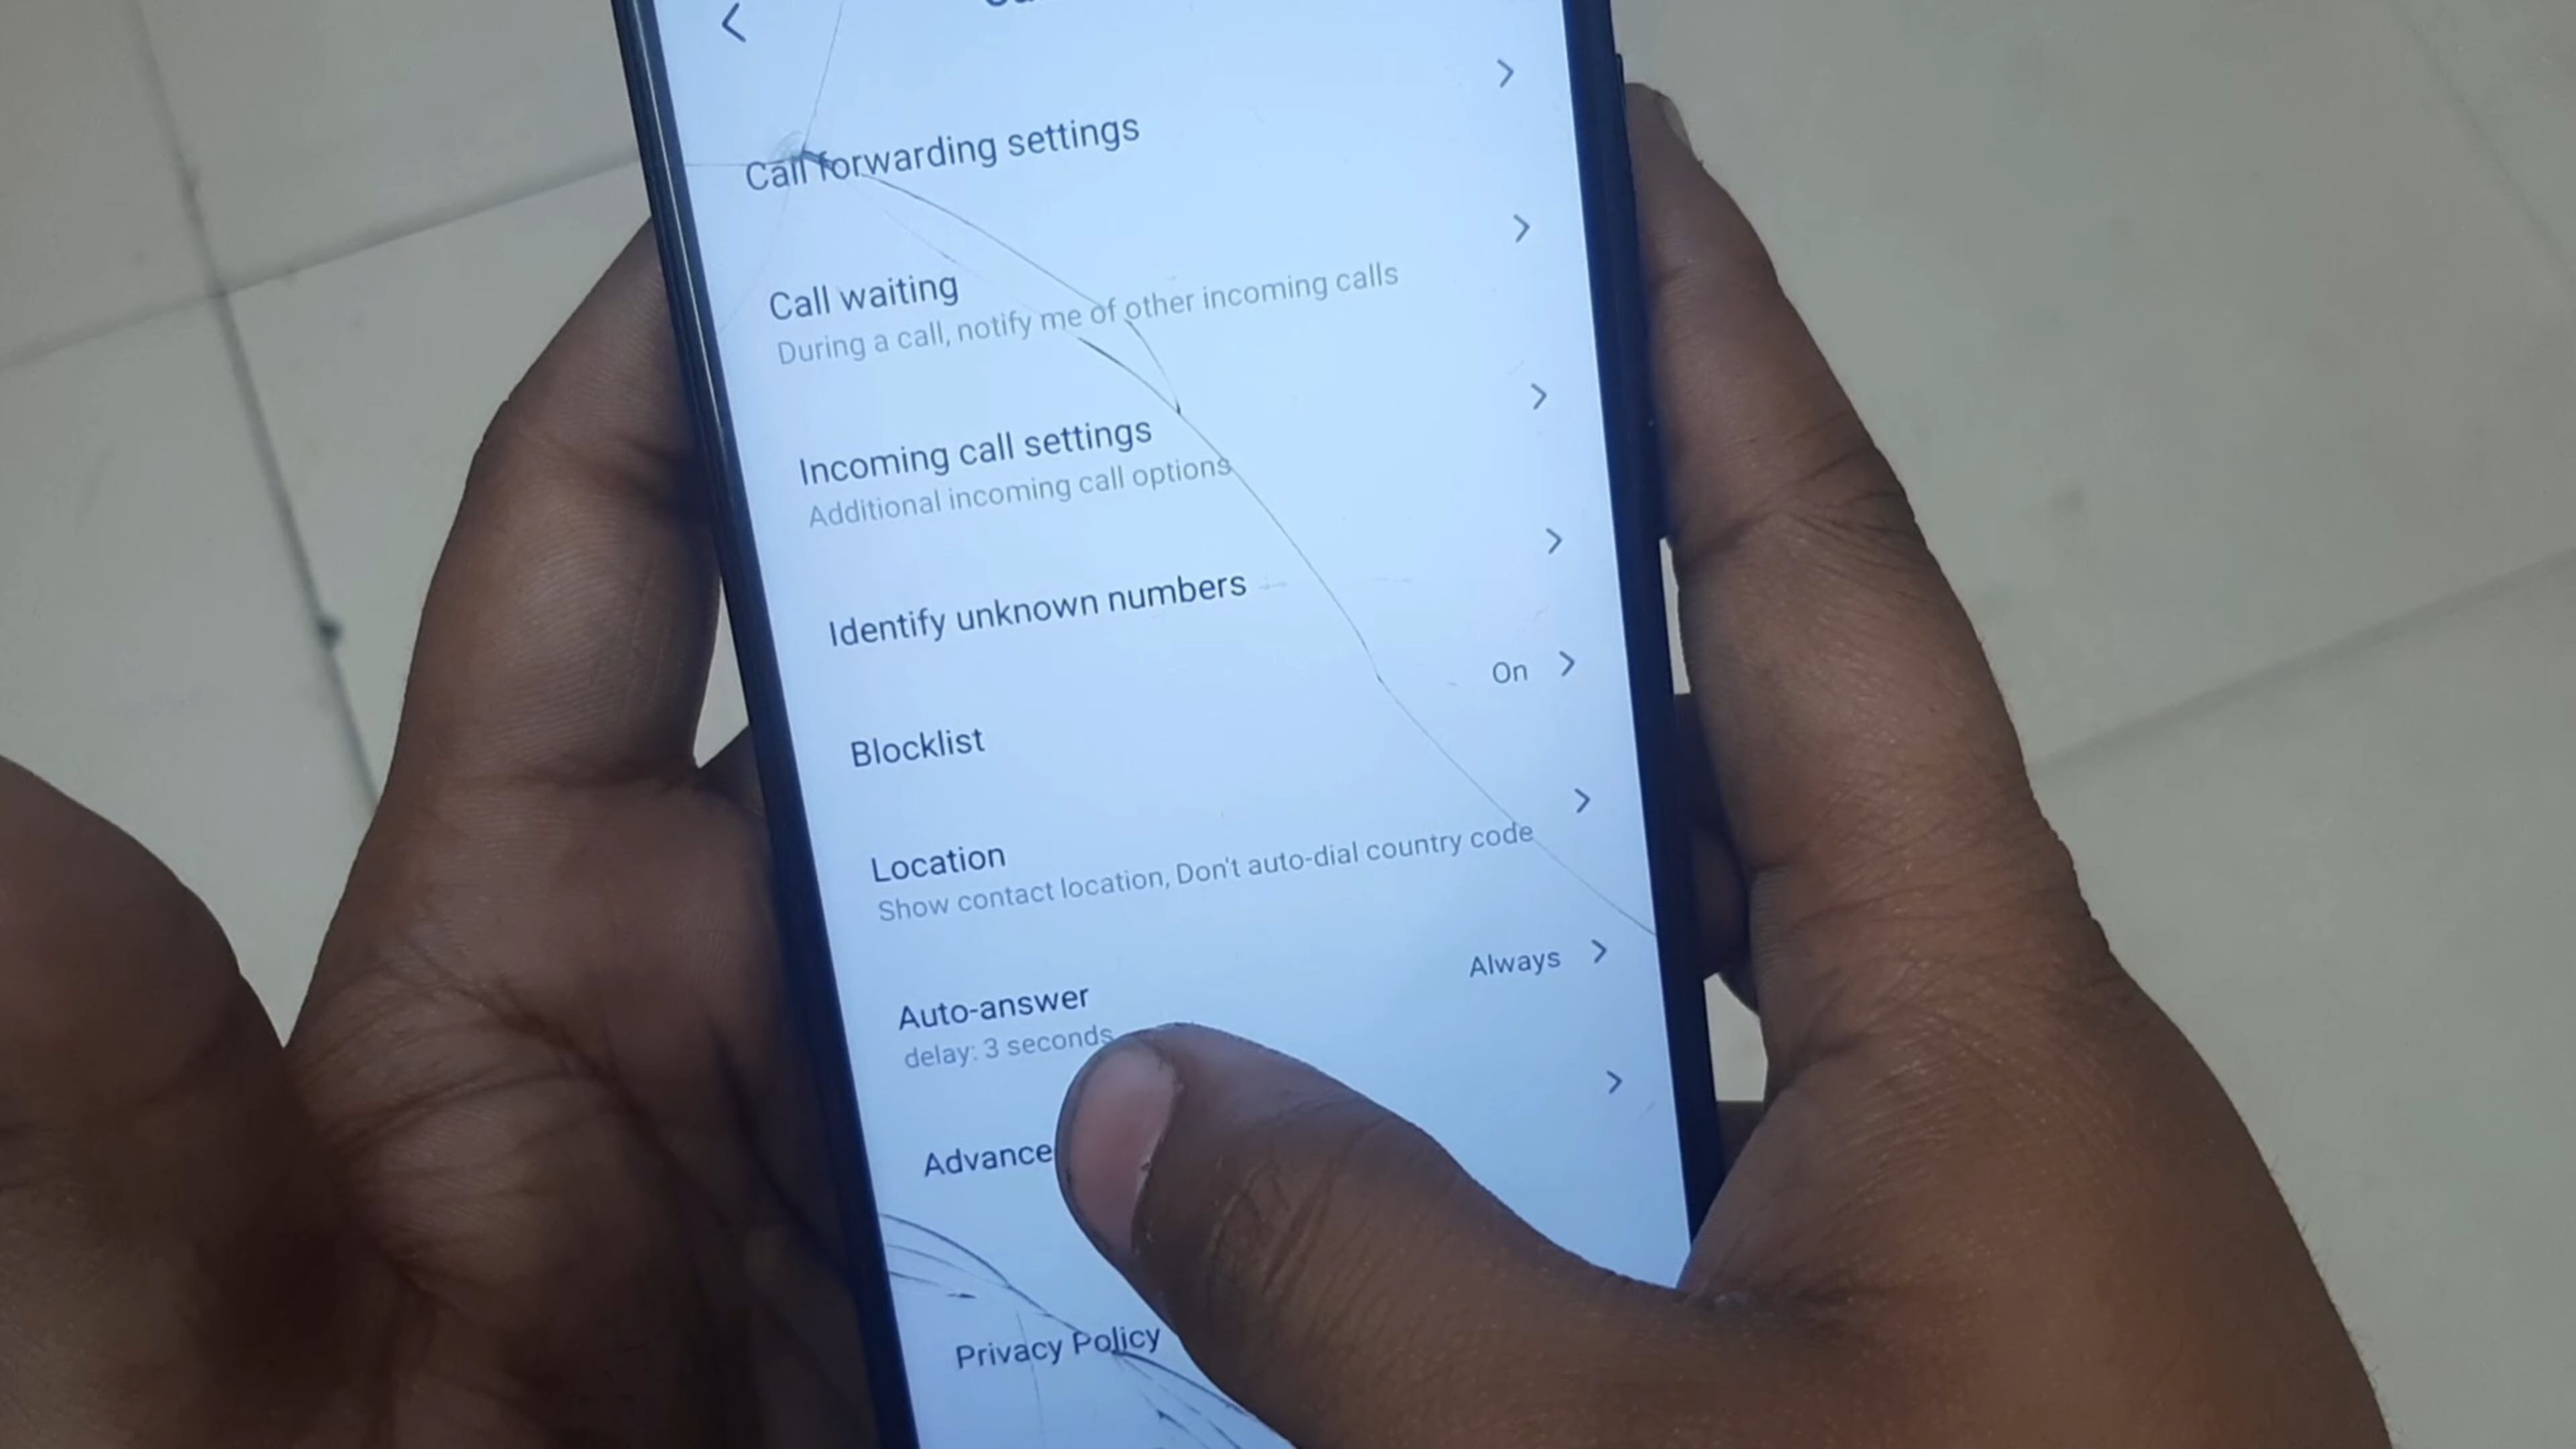 Call forwarding settings
Call waiting
During a call, notify me of other incoming calls
Incoming call settings
Additional incoming call options
Identify unknown numbers
On
Blocklist
Location
Show contact location, Don't auto-dial country code
Always
Auto-answer
delay: 3 seconds
Advance
Privacy Policy